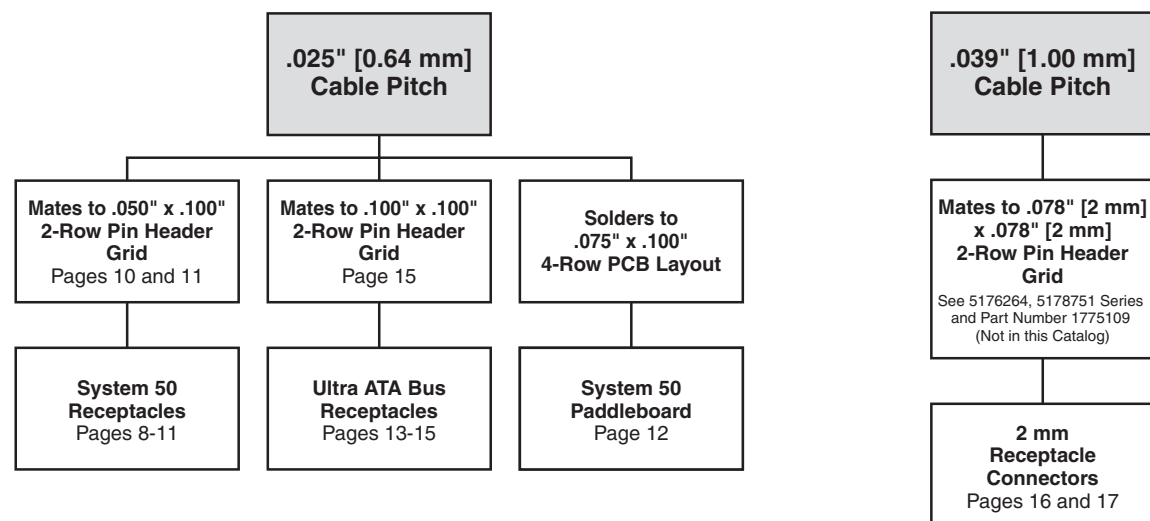 .025" [0.64 mm]
Cable Pitch
Mates to .050" x .100"
2-Row Pin Header
Grid
Pages 10 and 11
Mates to .100" x .100"
2-Row Pin Header
Grid
Page 15
Solders to
.075" x .100"
4-Row PCB Layout
System 50
Receptacles
Pages 8-11
Ultra ATA Bus
Receptacles
Pages 13-15
System 50
Paddleboard
Page 12
.039" [1.00 mm]
Cable Pitch
Mates to .078" [2 mm]
x .078" [2 mm]
2-Row Pin Header
Grid
See 5176264, 5178751 Series
and Part Number 1775109
(Not in this Catalog)
2 mm
Receptacle
Connectors
Pages 16 and 17